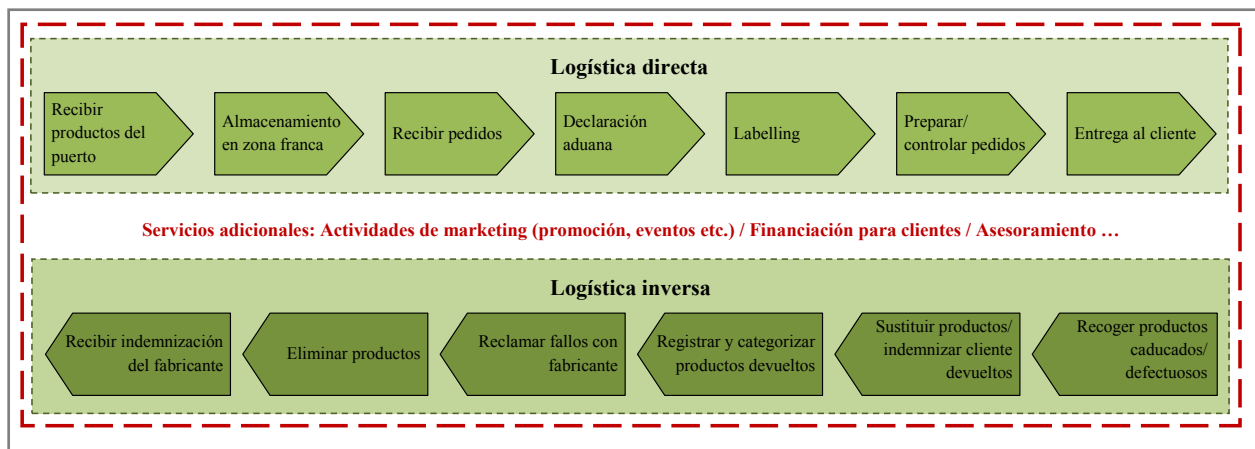 Logística directa
Recibir
productos del
puerto
Almacenamiento
en zona franca
Recibir pedidos
Declaración
aduana
Labelling
Preparar/
controlar pedidos
Entrega al cliente
Servicios adicionales: Actividades de marketing (promoción, eventos etc.) / Financiación para clientes / Asesoramiento …
Logística inversa
Recibir indemnización
del fabricante
Eliminar productos
Reclamar fallos con
fabricante
Registrar y categorizar
productos devueltos
Sustituir productos/
indemnizar cliente
devueltos
Recoger productos
caducados/
defectuosos